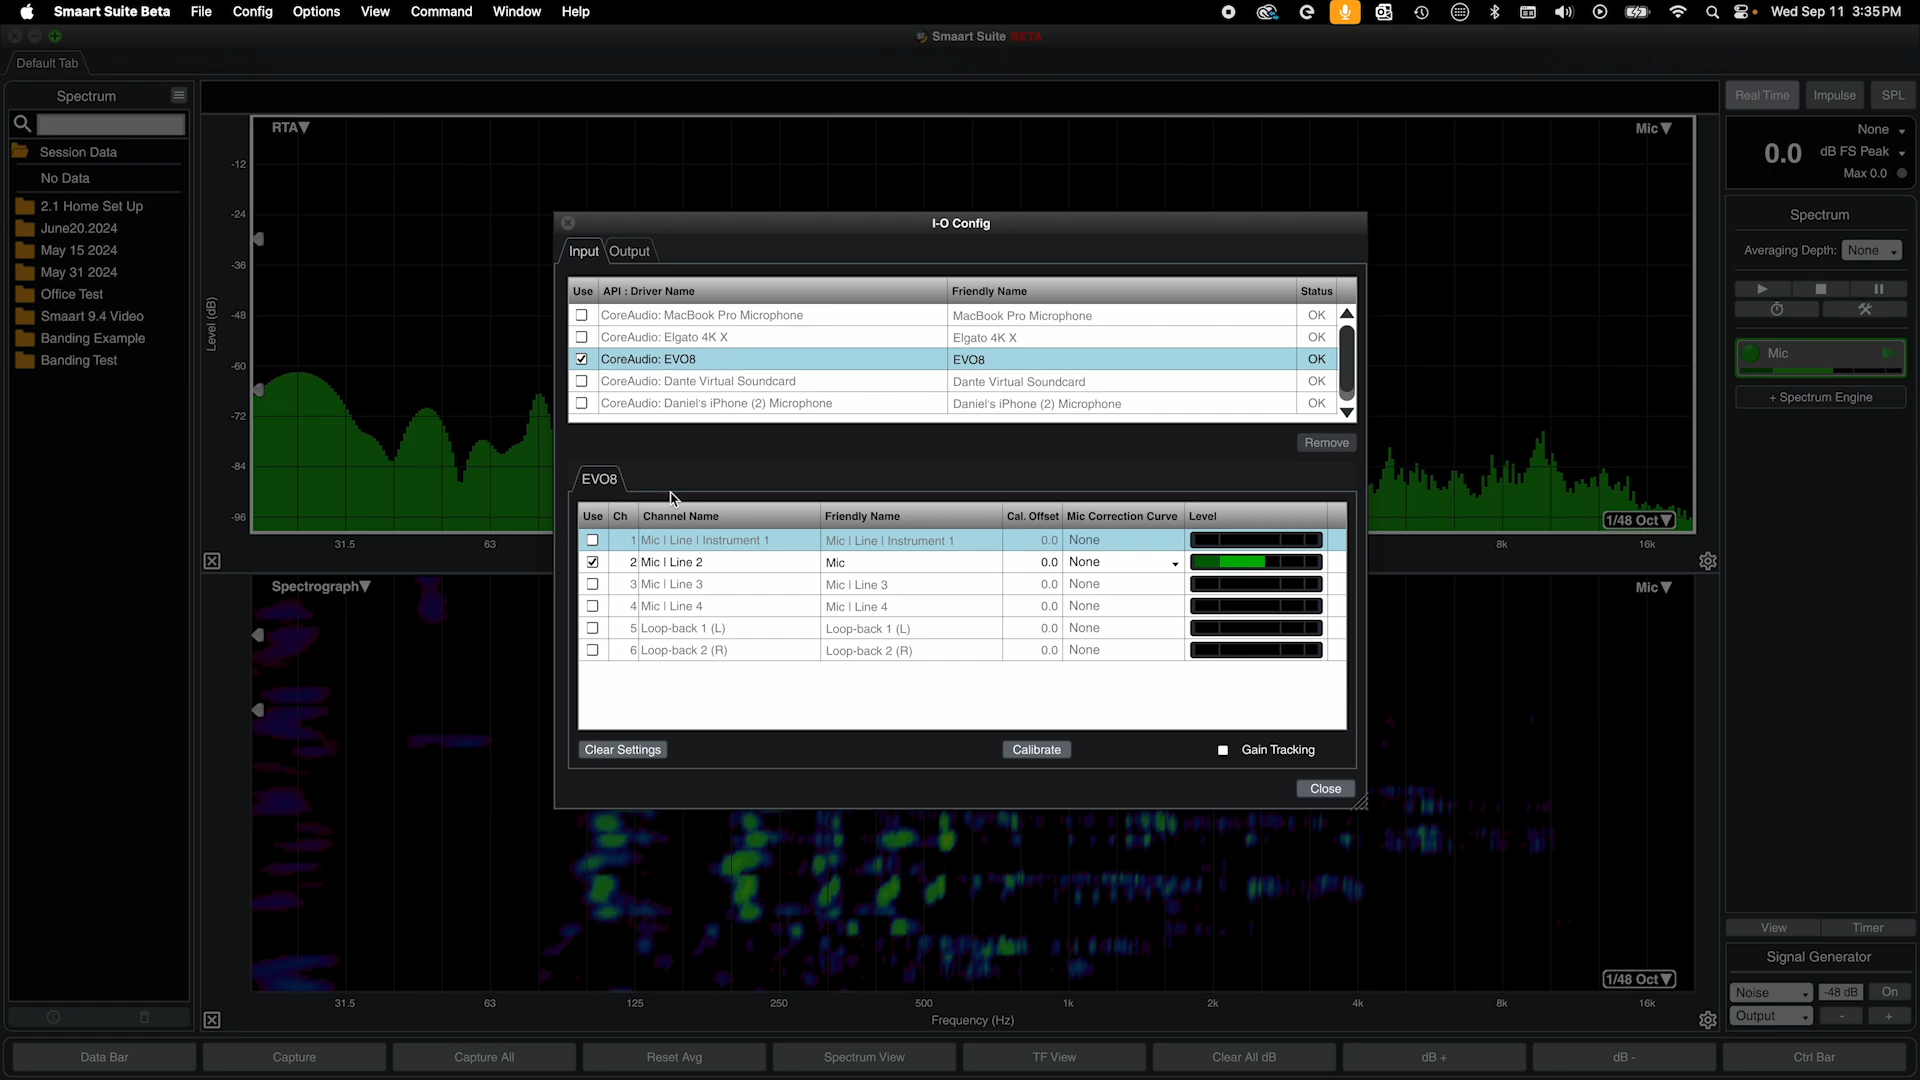 Smaart Suite Beta File Config Options View Command Window Help Wed Sep 11 3:35 PM
Smaart Suite BETA
Default Tab
Spectrum
Session Data
No Data
2.1 Home Set Up
June20.2024
May 15 2024
May 31 2024
Office Test
Smaart 9.4 Video
Banding Example
Banding Test
RTA▼ Mic▼
Level (dB)
-12
-24
-36
-48
-60
-72
-84
-96
31.5 63 8k 16k
1/48 Oct▼
Spectrograph▼ Mic▼
1/48 Oct▼
31.5 63 125 250 500 1k 2k 4k 8k 16k
Frequency (Hz)
I-O Config
Input Output
Use API : Driver Name Friendly Name Status
CoreAudio: MacBook Pro Microphone MacBook Pro Microphone OK
CoreAudio: Elgato 4K X Elgato 4K X OK
CoreAudio: EVO8 EVO8 OK
CoreAudio: Dante Virtual Soundcard Dante Virtual Soundcard OK
CoreAudio: Daniel's iPhone (2) Microphone Daniel's iPhone (2) Microphone OK
Remove
EVO8
Use Ch Channel Name Friendly Name Cal. Offset Mic Correction Curve Level
1 Mic | Line | Instrument 1 Mic | Line | Instrument 1 0.0 None
2 Mic | Line 2 Mic 0.0 None
3 Mic | Line 3 Mic | Line 3 0.0 None
4 Mic | Line 4 Mic | Line 4 0.0 None
5 Loop-back 1 (L) Loop-back 1 (L) 0.0 None
6 Loop-back 2 (R) Loop-back 2 (R) 0.0 None
Clear Settings Calibrate Gain Tracking
Close
Real Time Impulse SPL
None
0.0 dB FS Peak
Max 0.0
Spectrum
Averaging Depth: None
Mic
+ Spectrum Engine
View Timer
Signal Generator
Noise -48 dB On
Output - +
Data Bar Capture Capture All Reset Avg Spectrum View TF View Clear All dB dB + dB - Ctrl Bar